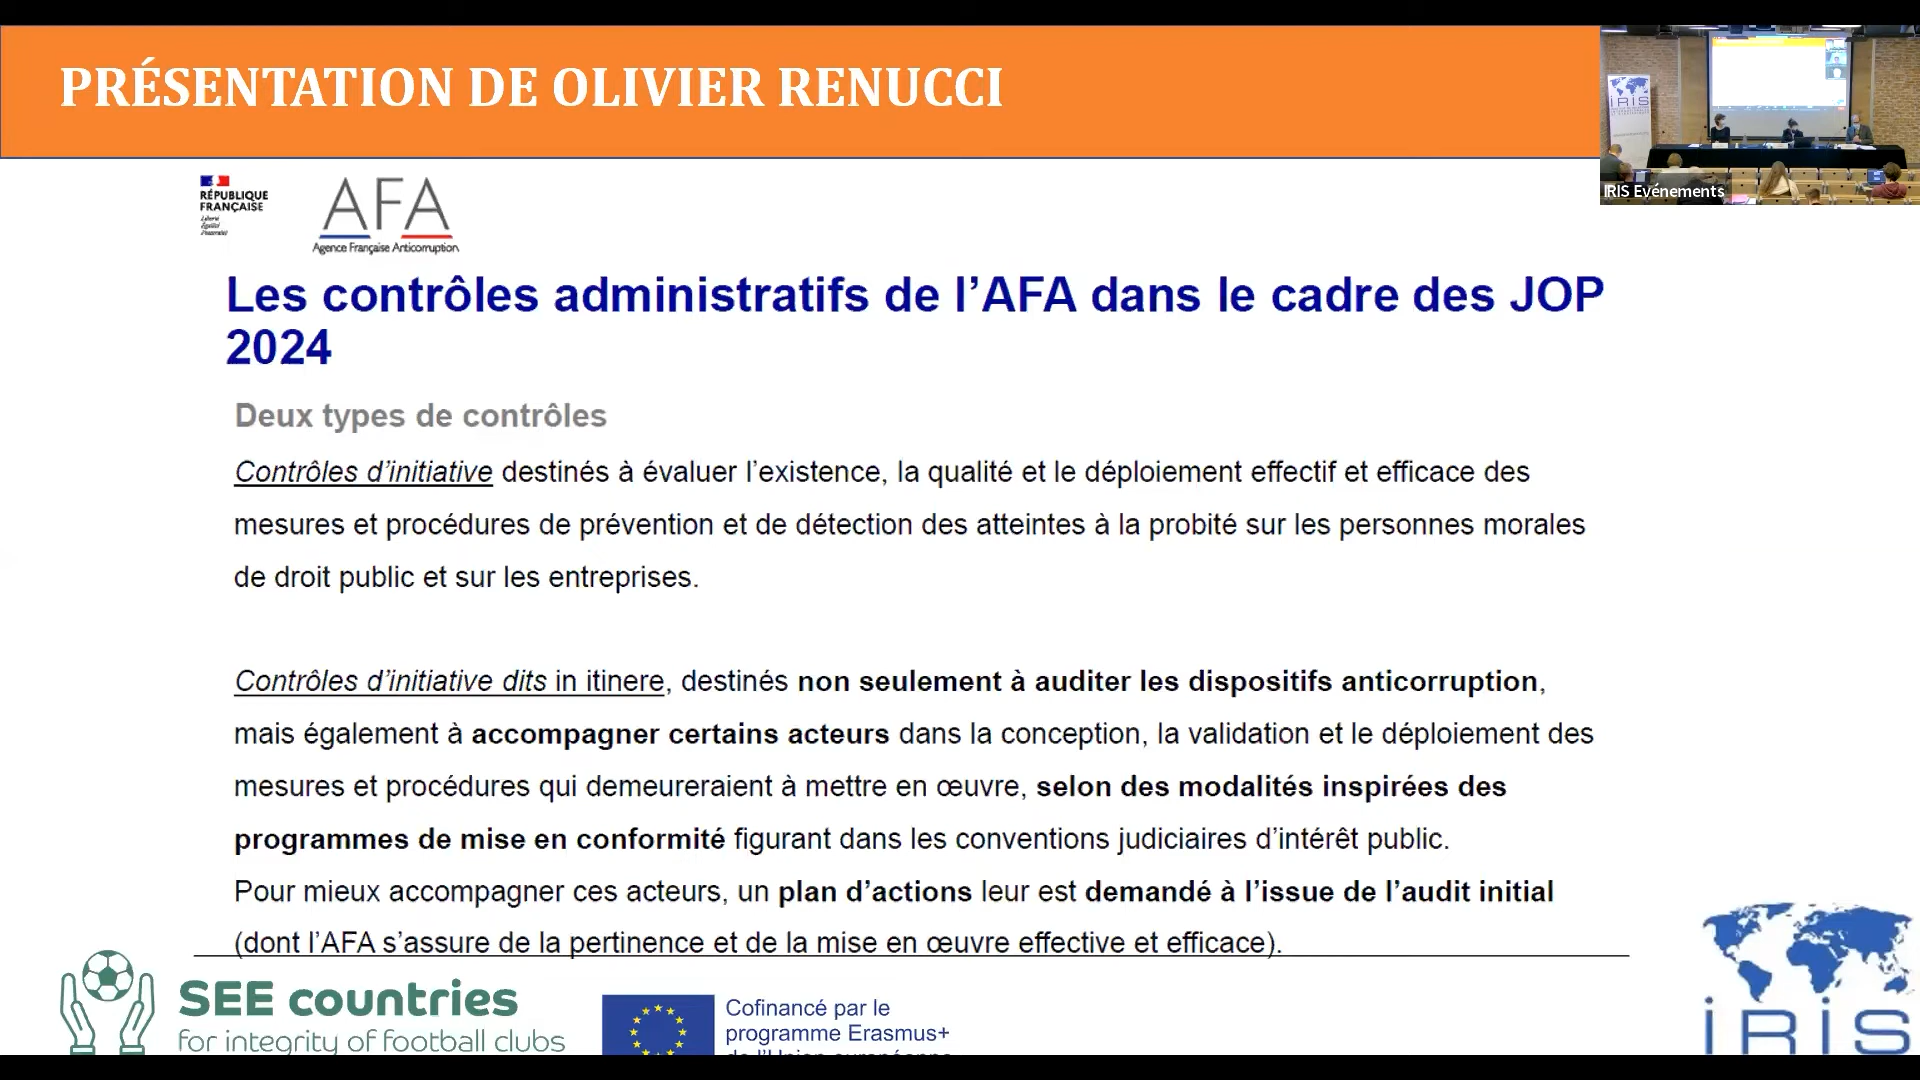 PRÉSENTATION DE OLIVIER RENUCCI
IRIS
IRIS Evénements
RÉPUBLIQUE
FRANÇAISE
Liberté
Égalité
Fraternité
AFA
Agence Française Anticorruption
Les contrôles administratifs de l’AFA dans le cadre des JOP
2024
Deux types de contrôles
Contrôles d’initiative destinés à évaluer l’existence, la qualité et le déploiement effectif et efficace des
mesures et procédures de prévention et de détection des atteintes à la probité sur les personnes morales
de droit public et sur les entreprises.
Contrôles d’initiative dits in itinere, destinés non seulement à auditer les dispositifs anticorruption,
mais également à accompagner certains acteurs dans la conception, la validation et le déploiement des
mesures et procédures qui demeureraient à mettre en œuvre, selon des modalités inspirées des
programmes de mise en conformité figurant dans les conventions judiciaires d’intérêt public.
Pour mieux accompagner ces acteurs, un plan d’actions leur est demandé à l’issue de l’audit initial
(dont l’AFA s’assure de la pertinence et de la mise en œuvre effective et efficace).
SEE countries
for integrity of football clubs
Cofinancé par le
programme Erasmus+
de l'Union européenne
IRIS